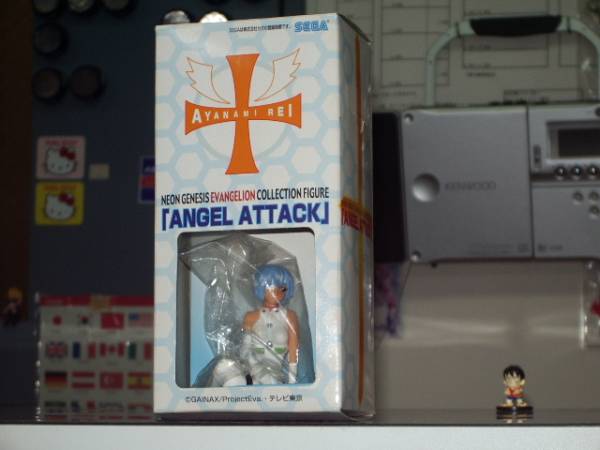 SEGA
AYANAMI REI
NEON GENESIS EVANGELION COLLECTION FIGURE
「ANGEL ATTACK」
©GAINAX/ProjectEva.・テレビ東京
KENWOOD